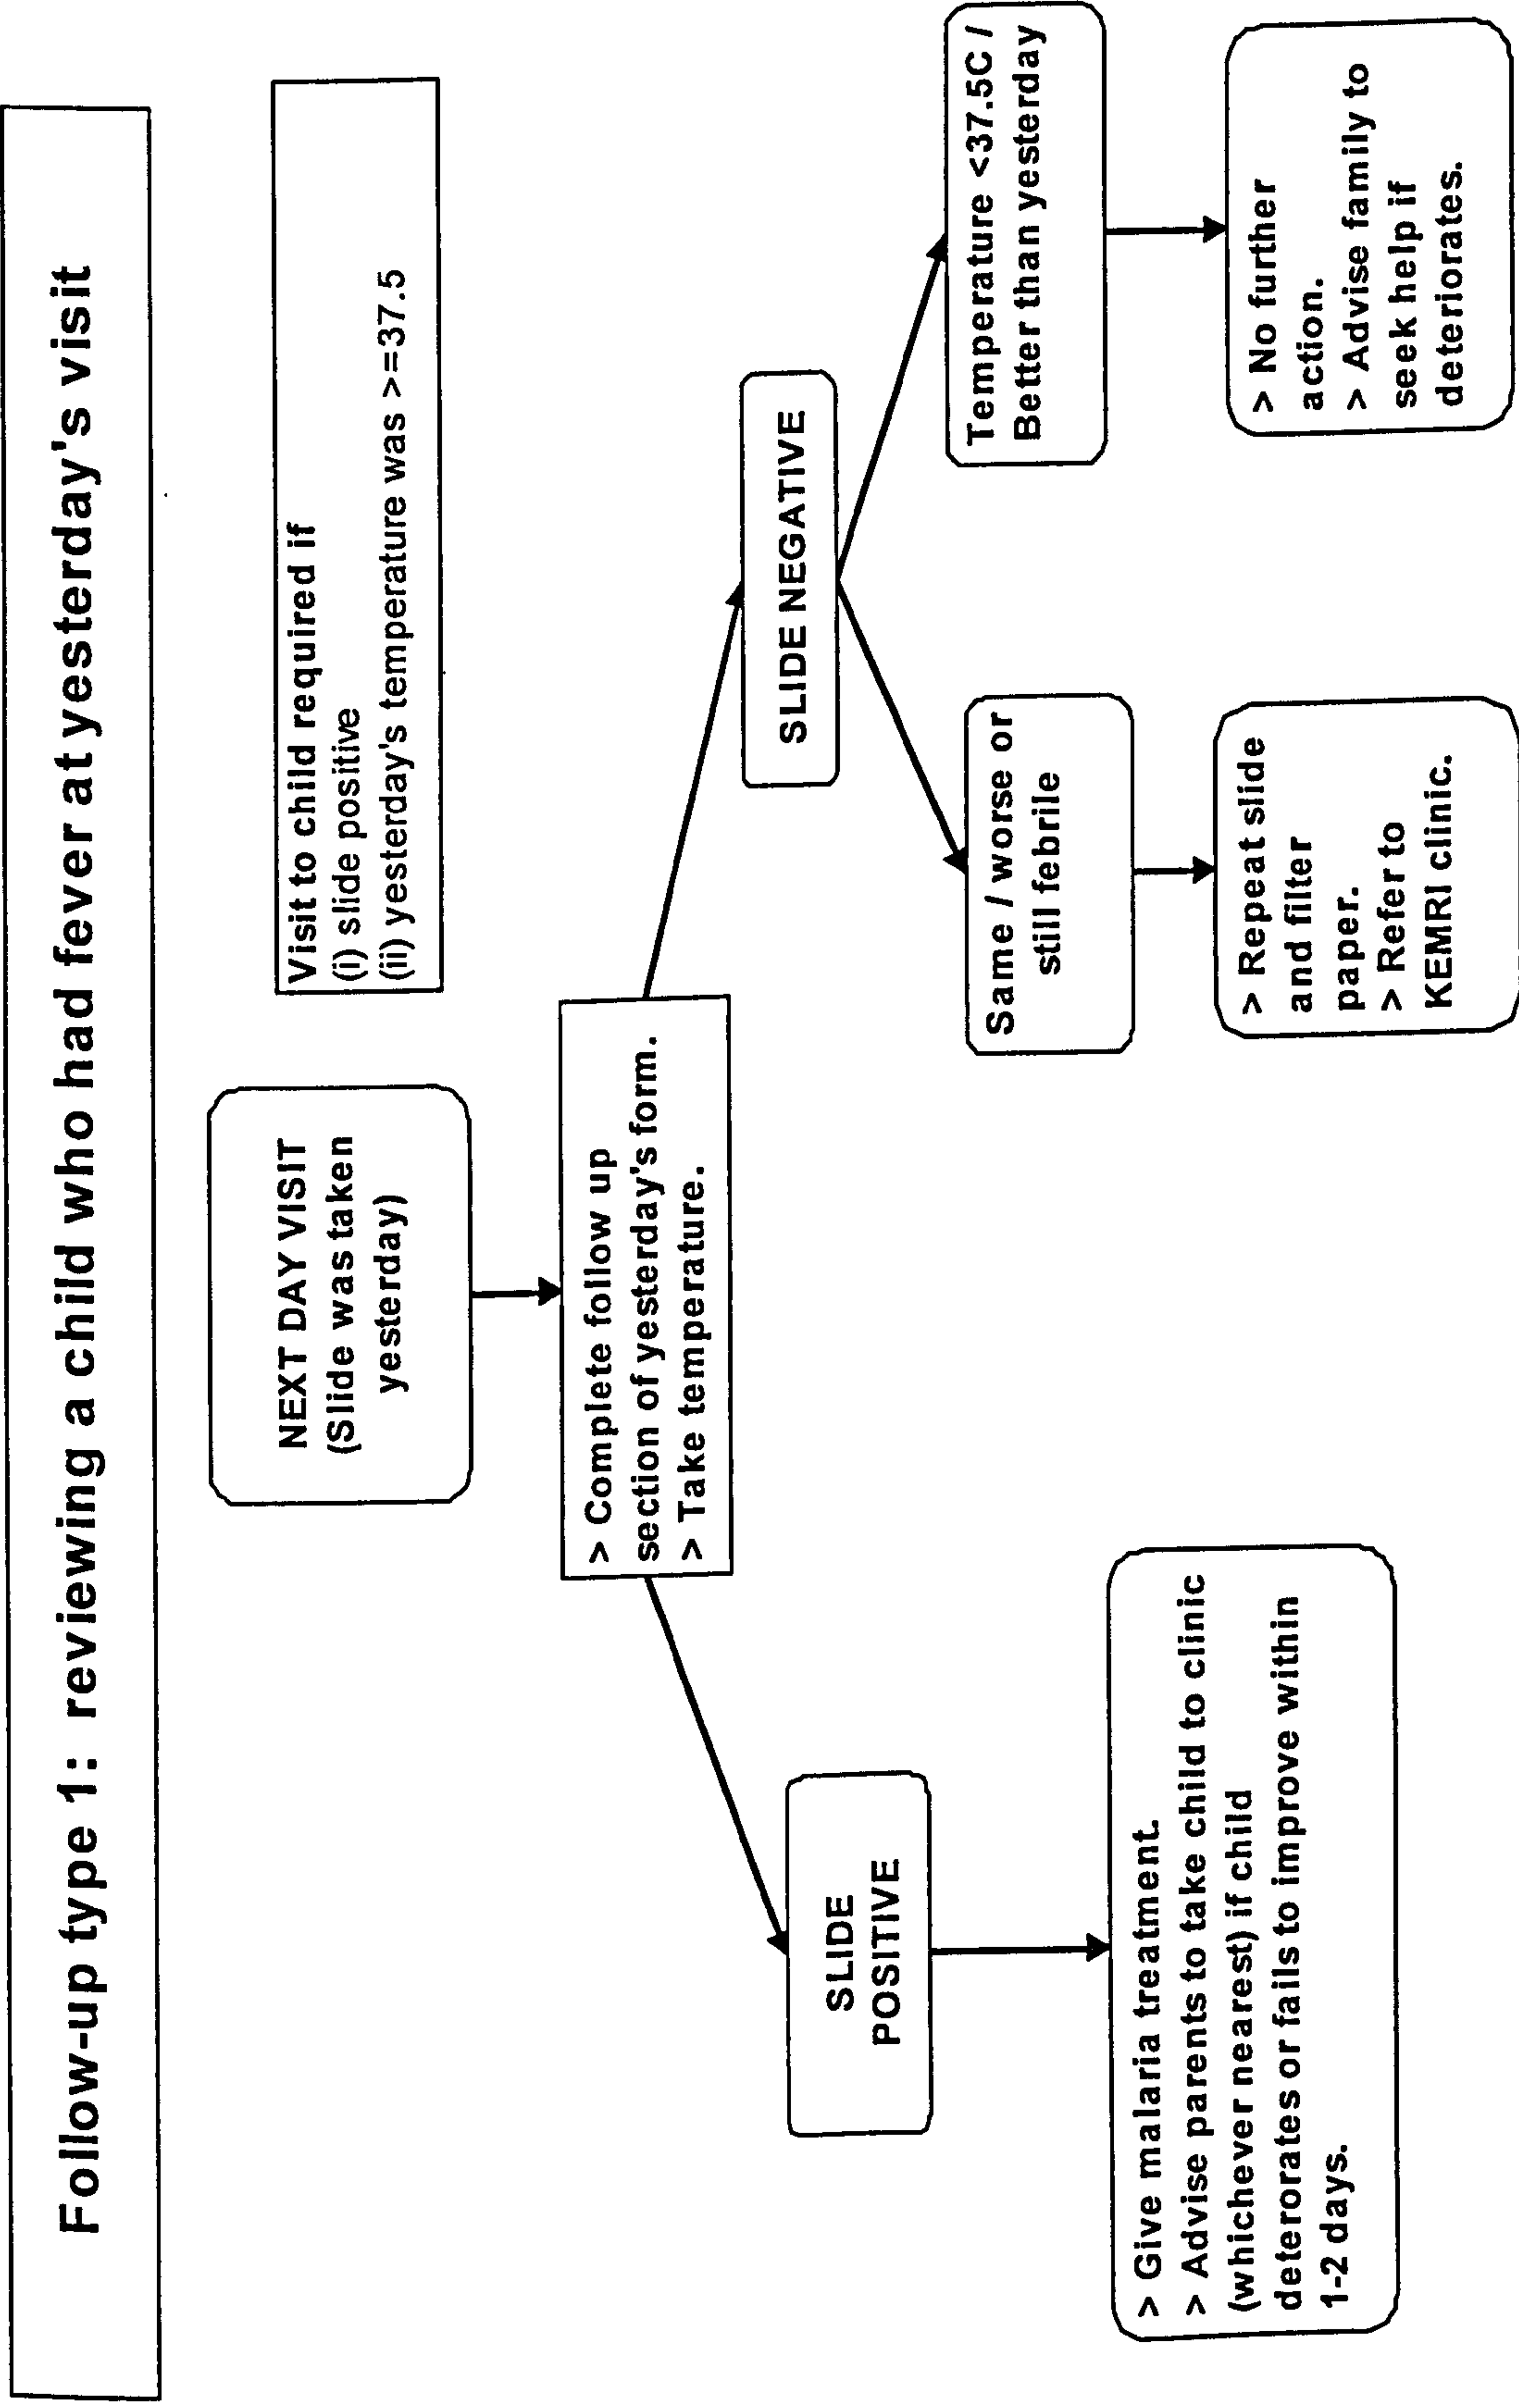 Follow-up type 1: reviewing a child who had fever at yesterday's visit
Visit to child required if
(i) slide positive
(ii) yesterday's temperature was >=37.5
NEXT DAY VISIT
(Slide was taken
yesterday)
> Complete follow up
section of yesterday's form.
> Take temperature.
SLIDE
POSITIVE
SLIDE NEGATIVE
> Give malaria treatment.
> Advise parents to take child to clinic
(whichever nearest) if child
deterorates or fails to improve within
1-2 days.
Same / worse or
still febrile
Temperature <37.5C /
Better than yesterday
> Repeat slide
and filter
paper.
> Refer to
KEMRI clinic.
> No further
action.
> Advise family to
seek help if
deteriorates.